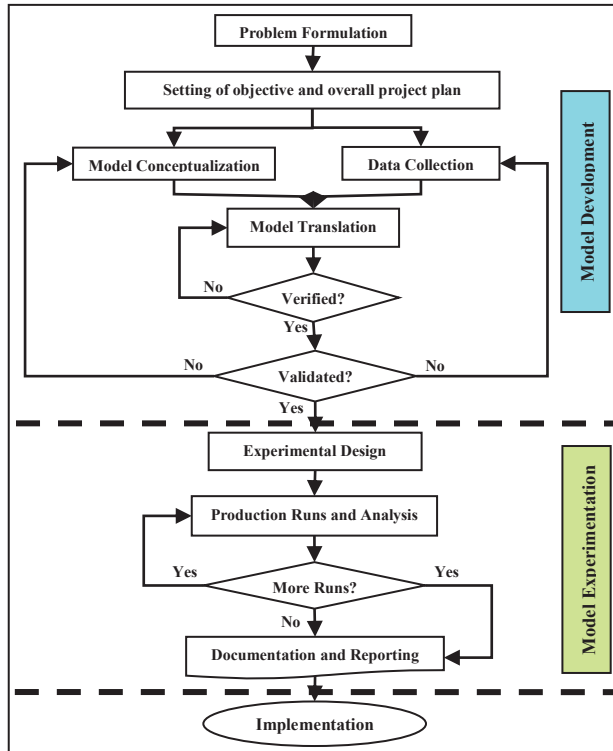 Problem Formulation
Setting of objective and overall project plan
Model Conceptualization
Data Collection
Model Translation
No
Verified?
Yes
No
Validated?
No
Yes
Model Development
Experimental Design
Production Runs and Analysis
Yes
More Runs?
Yes
No
Documentation and Reporting
Model Experimentation
Implementation